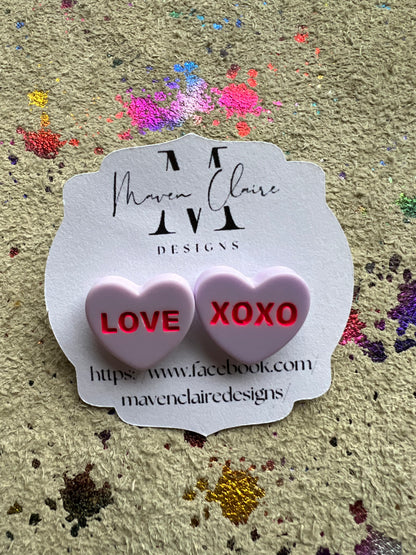 M
Maven Claire
DESIGNS
LOVE
XOXO
https: www.facebook.com
mavenclairedesigns/